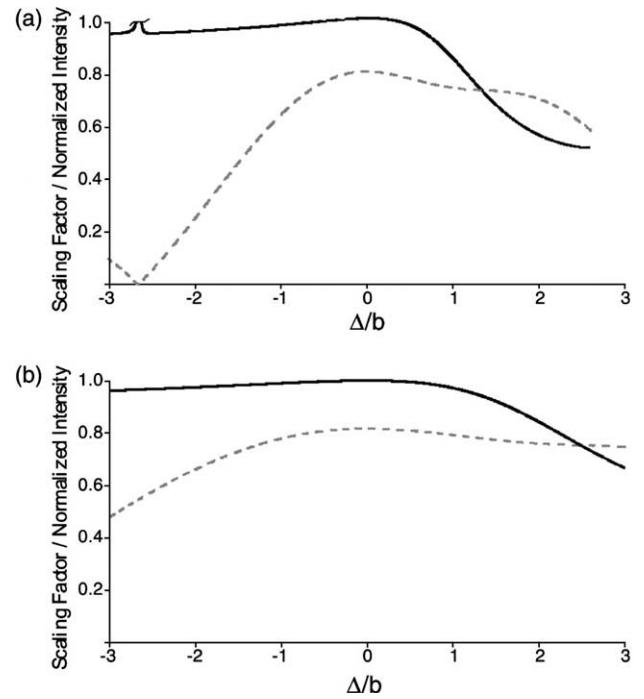 (a)
Scaling Factor / Normalized Intensity
1.0
0.8
0.6
0.4
0.2
-3 -2 -1 0 1 2 3
Δ/b
(b)
Scaling Factor / Normalized Intensity
1.0
0.8
0.6
0.4
0.2
-3 -2 -1 0 1 2 3
Δ/b